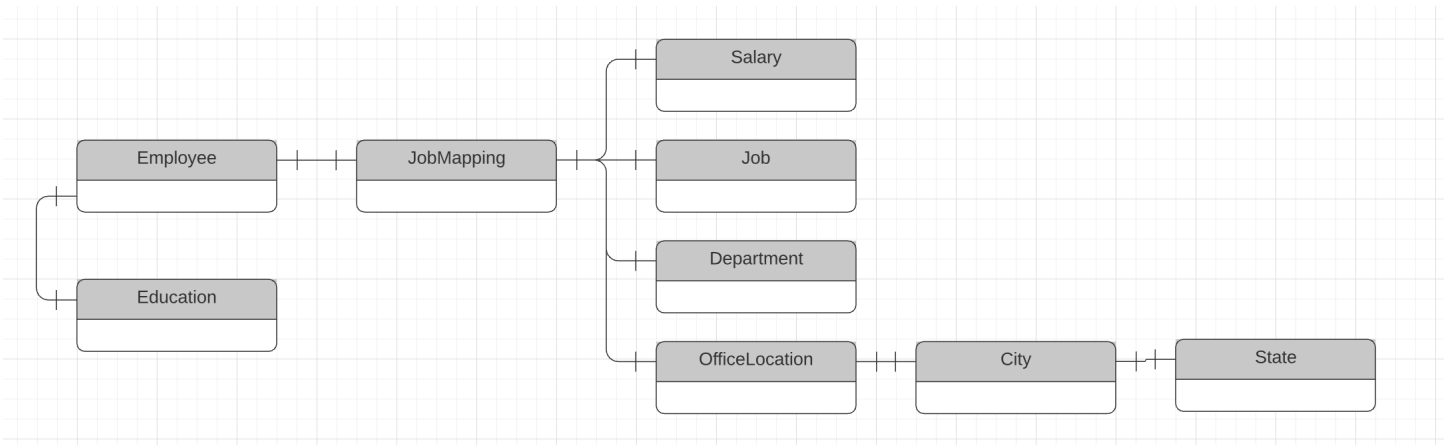 Salary
Employee
JobMapping
Job
Department
Education
OfficeLocation
City
State